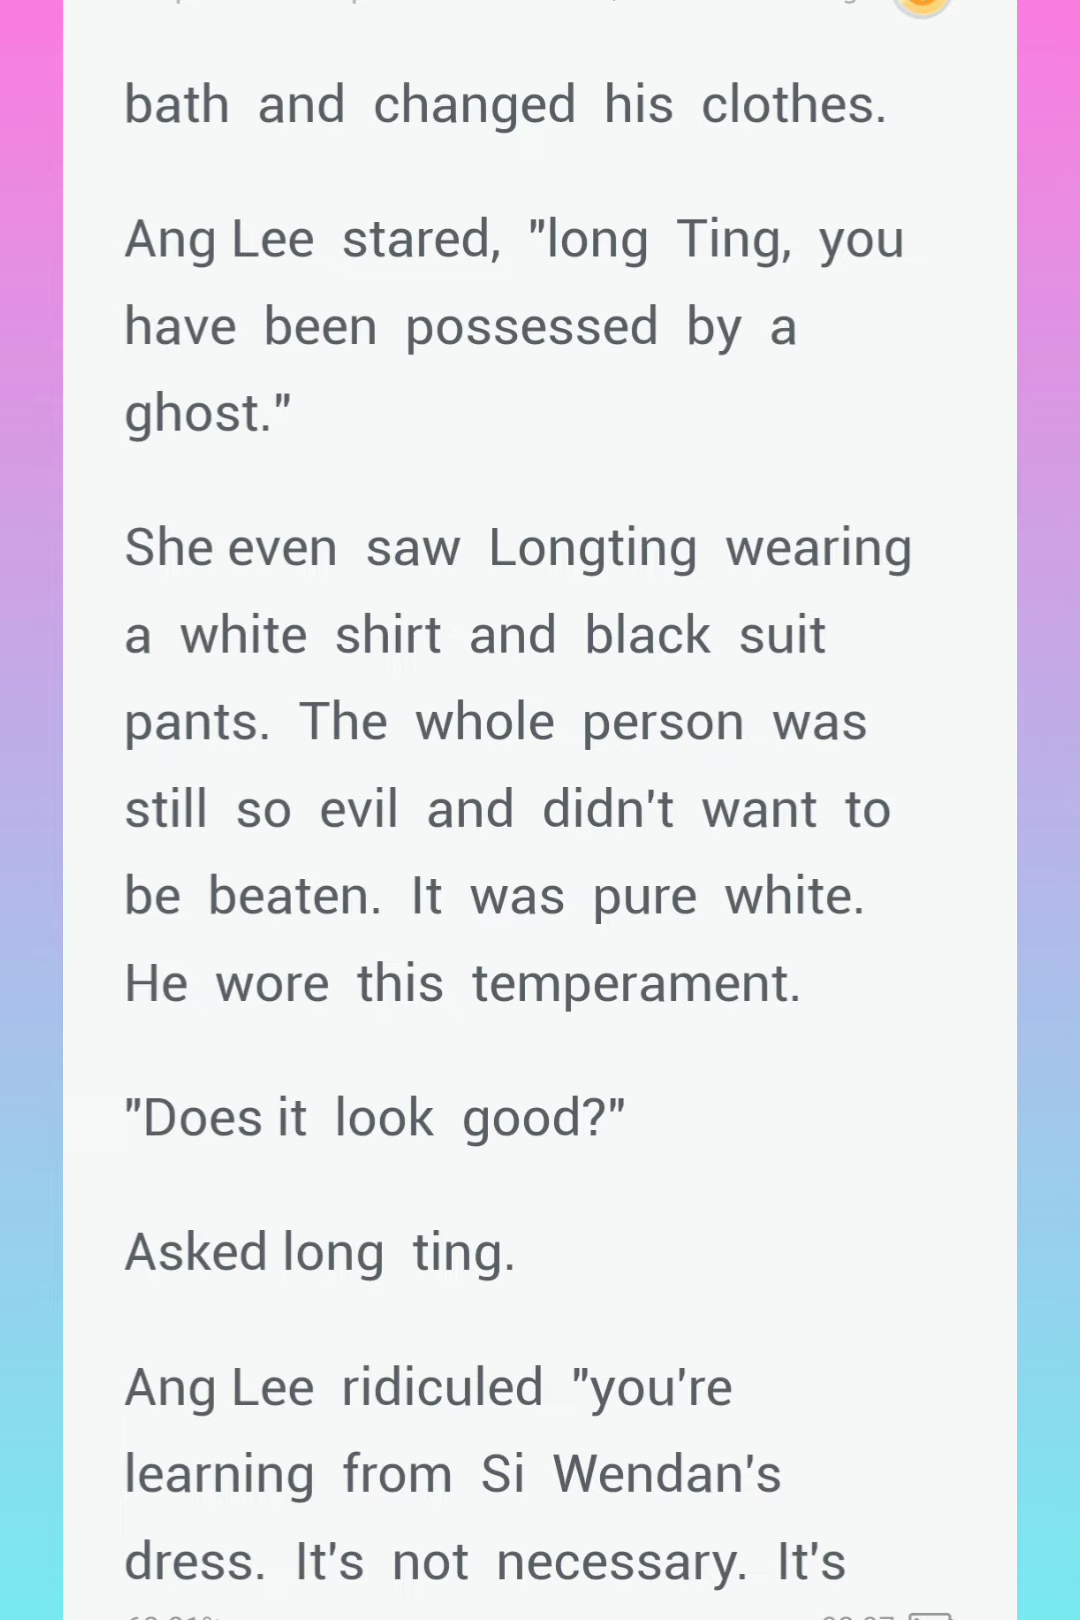 bath and changed his clothes.
Ang Lee stared, "long Ting, you
have been possessed by a
ghost."
She even saw Longting wearing
a white shirt and black suit
pants. The whole person was
still so evil and didn't want to
be beaten. It was pure white.
He wore this temperament.
"Does it look good?"
Asked long ting.
Ang Lee ridiculed "you're
learning from Si Wendan's
dress. It's not necessary. It's